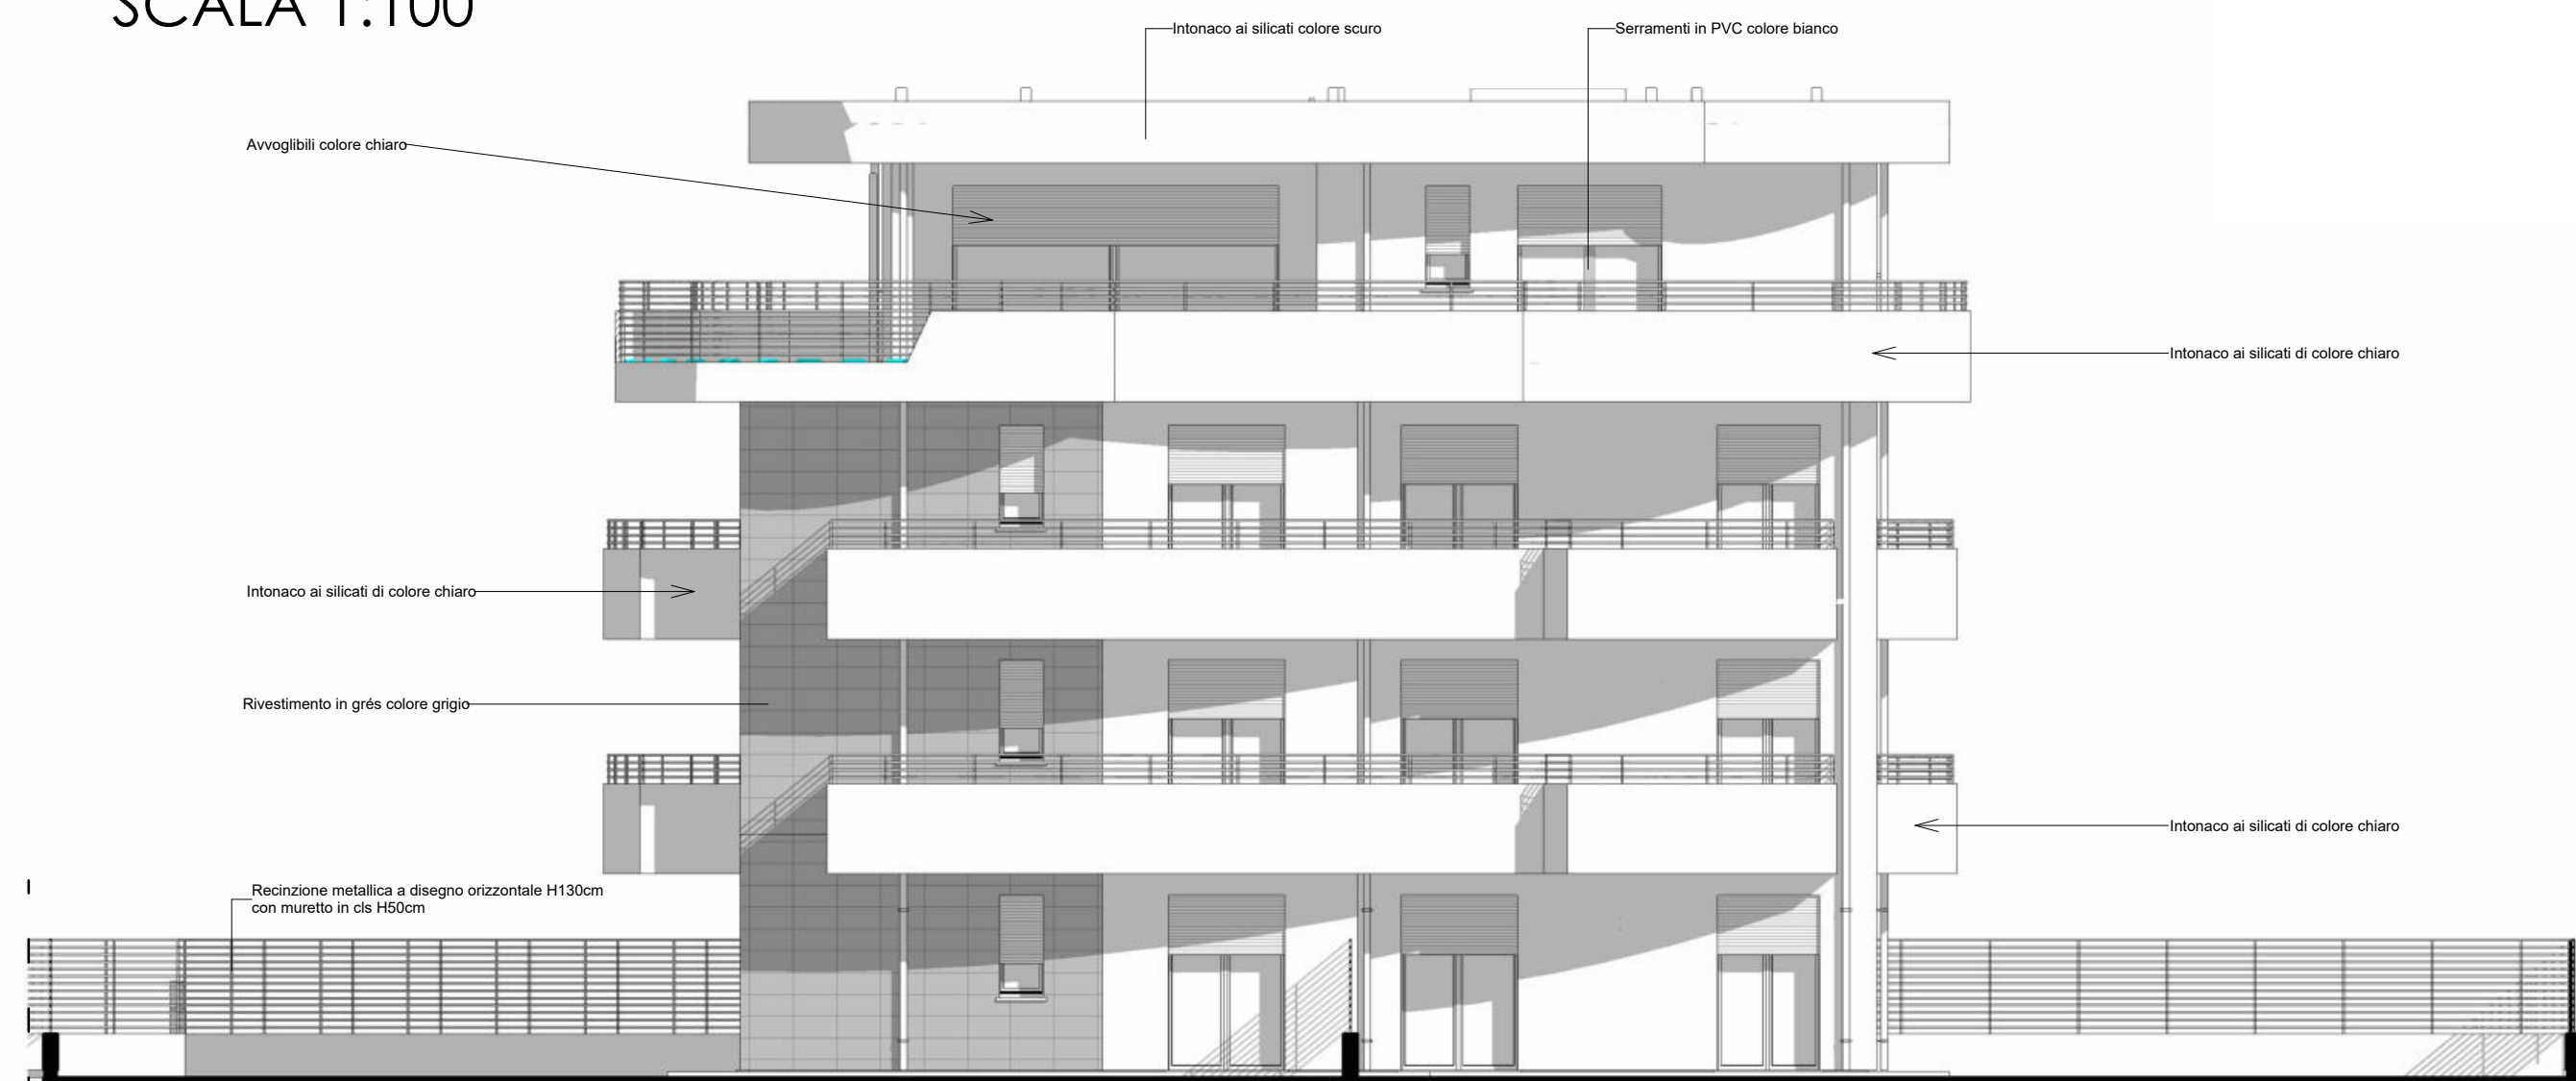 SCALA 1:100
Intonaco ai silicati colore scuro
Serramenti in PVC colore bianco
Avvoglibili colore chiaro
Intonaco ai silicati di colore chiaro
Intonaco ai silicati di colore chiaro
Rivestimento in grés colore grigio
Intonaco ai silicati di colore chiaro
Recinzione metallica a disegno orizzontale H130cm
con muretto in cls H50cm